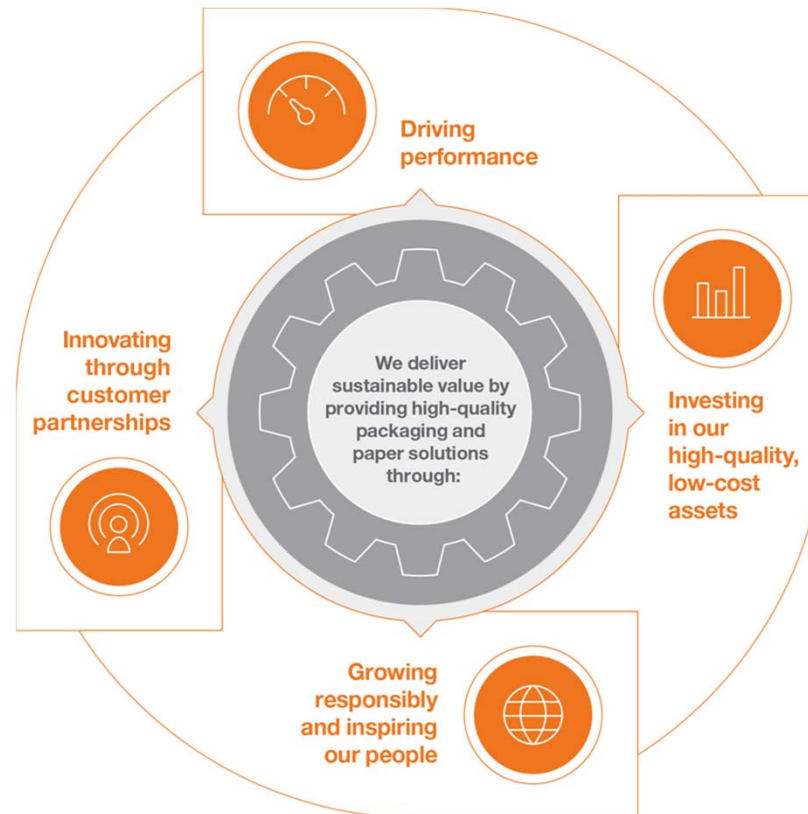 Driving
performance
Investing
in our
high-quality,
low-cost
assets
Growing
responsibly
and inspiring
our people
Innovating
through
customer
partnerships
We deliver
sustainable value by
providing high-quality
packaging and
paper solutions
through: